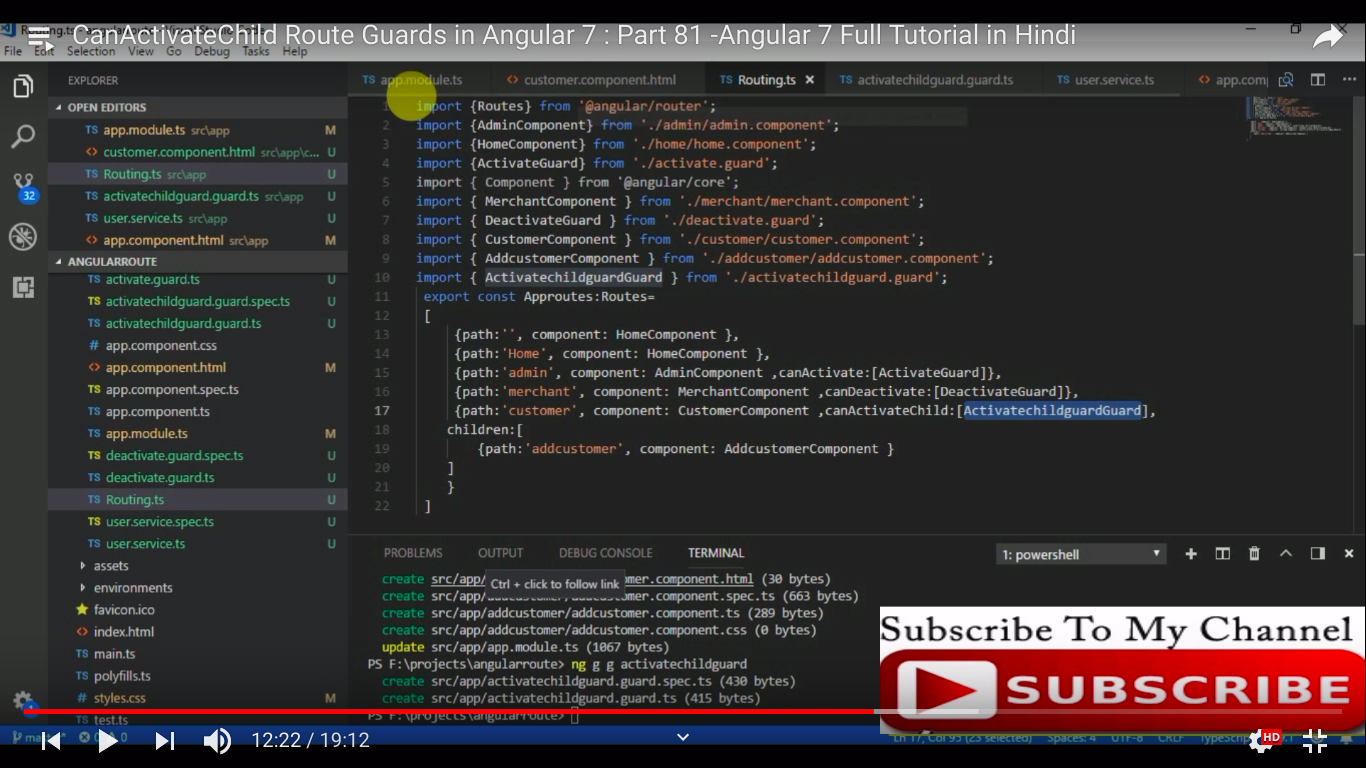 CanActivateChild Route Guards in Angular 7 : Part 81 -Angular 7 Full Tutorial in Hindi
File Edit Selection View Go Debug Tasks Help
EXPLORER
OPEN EDITORS
TS app.module.ts src\app M
<> customer.component.html src\app\c... U
TS Routing.ts src\app U
TS activatechildguard.guard.ts src\app U
TS user.service.ts src\app U
<> app.component.html src\app M
ANGULARROUTE
TS activate.guard.ts U
TS activatechildguard.guard.spec.ts U
TS activatechildguard.guard.ts U
# app.component.css
<> app.component.html M
TS app.component.spec.ts
TS app.component.ts
TS app.module.ts M
TS deactivate.guard.spec.ts U
TS deactivate.guard.ts U
TS Routing.ts U
TS user.service.spec.ts U
TS user.service.ts U
assets
environments
favicon.ico
<> index.html
TS main.ts
TS polyfills.ts
# styles.css M
TS test.ts
32
1
TS app.module.ts <> customer.component.html TS Routing.ts × TS activatechildguard.guard.ts TS user.service.ts <> app.com
1 import {Routes} from '@angular/router';
2 import {AdminComponent} from './admin/admin.component';
3 import {HomeComponent} from './home/home.component';
4 import {ActivateGuard} from './activate.guard';
5 import { Component } from '@angular/core';
6 import { MerchantComponent } from './merchant/merchant.component';
7 import { DeactivateGuard } from './deactivate.guard';
8 import { CustomerComponent } from './customer/customer.component';
9 import { AddcustomerComponent } from './addcustomer/addcustomer.component';
10 import { ActivatechildguardGuard } from './activatechildguard.guard';
11 export const Approutes:Routes=
12 [
13 {path:'', component: HomeComponent },
14 {path:'Home', component: HomeComponent },
15 {path:'admin', component: AdminComponent ,canActivate:[ActivateGuard]},
16 {path:'merchant', component: MerchantComponent ,canDeactivate:[DeactivateGuard]},
17 {path:'customer', component: CustomerComponent ,canActivateChild:[ActivatechildguardGuard],
18 children:[
19 {path:'addcustomer', component: AddcustomerComponent }
20 ]
21 }
22 ]
PROBLEMS OUTPUT DEBUG CONSOLE TERMINAL 1: powershell
create src/app/ mer.component.html (30 bytes)
Ctrl + click to follow link
create src/app/addcustomer/addcustomer.component.spec.ts (663 bytes)
create src/app/addcustomer/addcustomer.component.ts (289 bytes)
create src/app/addcustomer/addcustomer.component.css (0 bytes)
update src/app/app.module.ts (1067 bytes)
PS F:\projects\angularroute> ng g g activatechildguard
create src/app/activatechildguard.guard.spec.ts (430 bytes)
create src/app/activatechildguard.guard.ts (415 bytes)
PS F:\projects\angularroute>
Subscribe To My Channel
SUBSCRIBE
12:22 / 19:12
HD
Ln 17, Col 95 (23 selected) Spaces: 4 UTF-8 CRLF